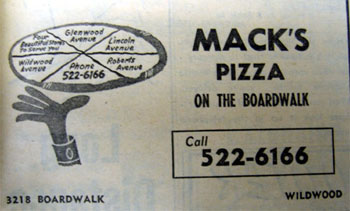 Four
Beautiful Stores
To Serve You
Glenwood
Avenue
Lincoln
Avenue
Wildwood
Avenue
Phone
522-6166
Roberts
Avenue
MACK'S
PIZZA
ON THE BOARDWALK
Call
522-6166
3218 BOARDWALK
WILDWOOD